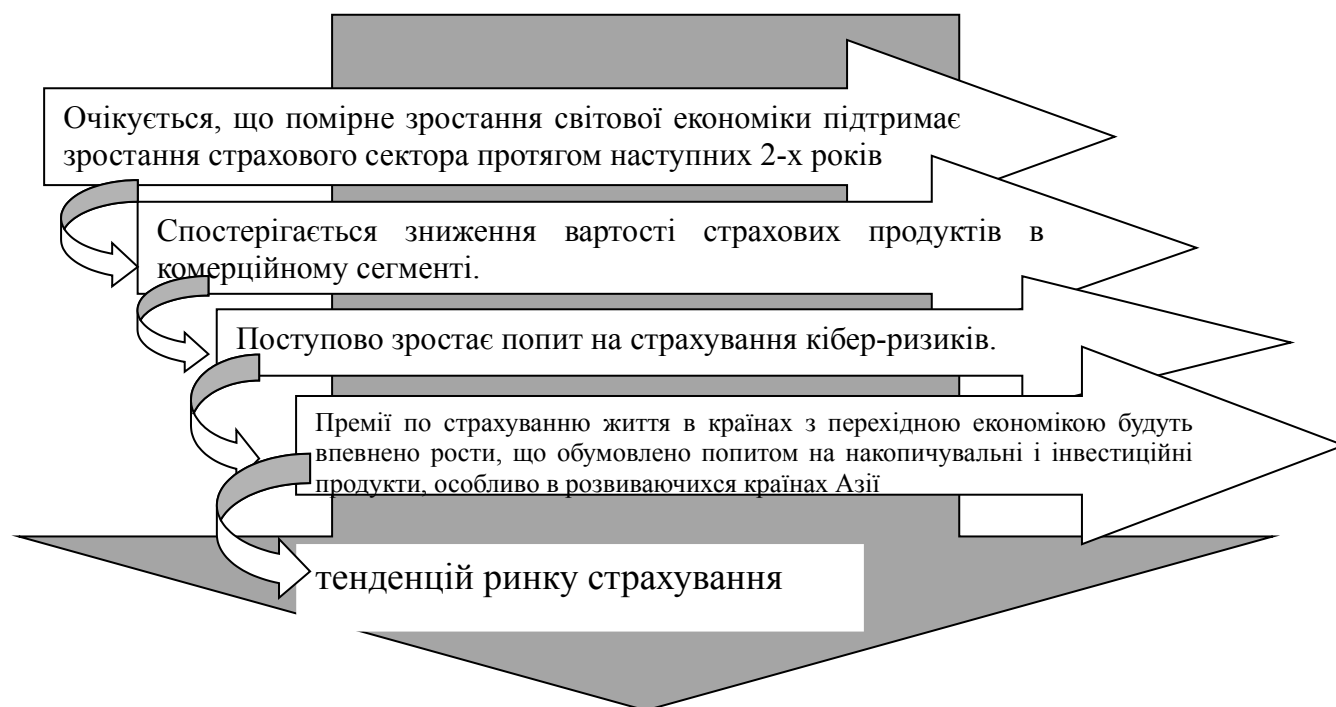 Очікується, що помірне зростання світової економіки підтримає
зростання страхового сектора протягом наступних 2-х років
Спостерігається зниження вартості страхових продуктів в
комерційному сегменті.
Поступово зростає попит на страхування кібер-ризиків.
Премії по страхуванню життя в країнах з перехідною економікою будуть
впевнено рости, що обумовлено попитом на накопичувальні і інвестиційні
продукти, особливо в розвиваючихся країнах Азії
тенденцій ринку страхування